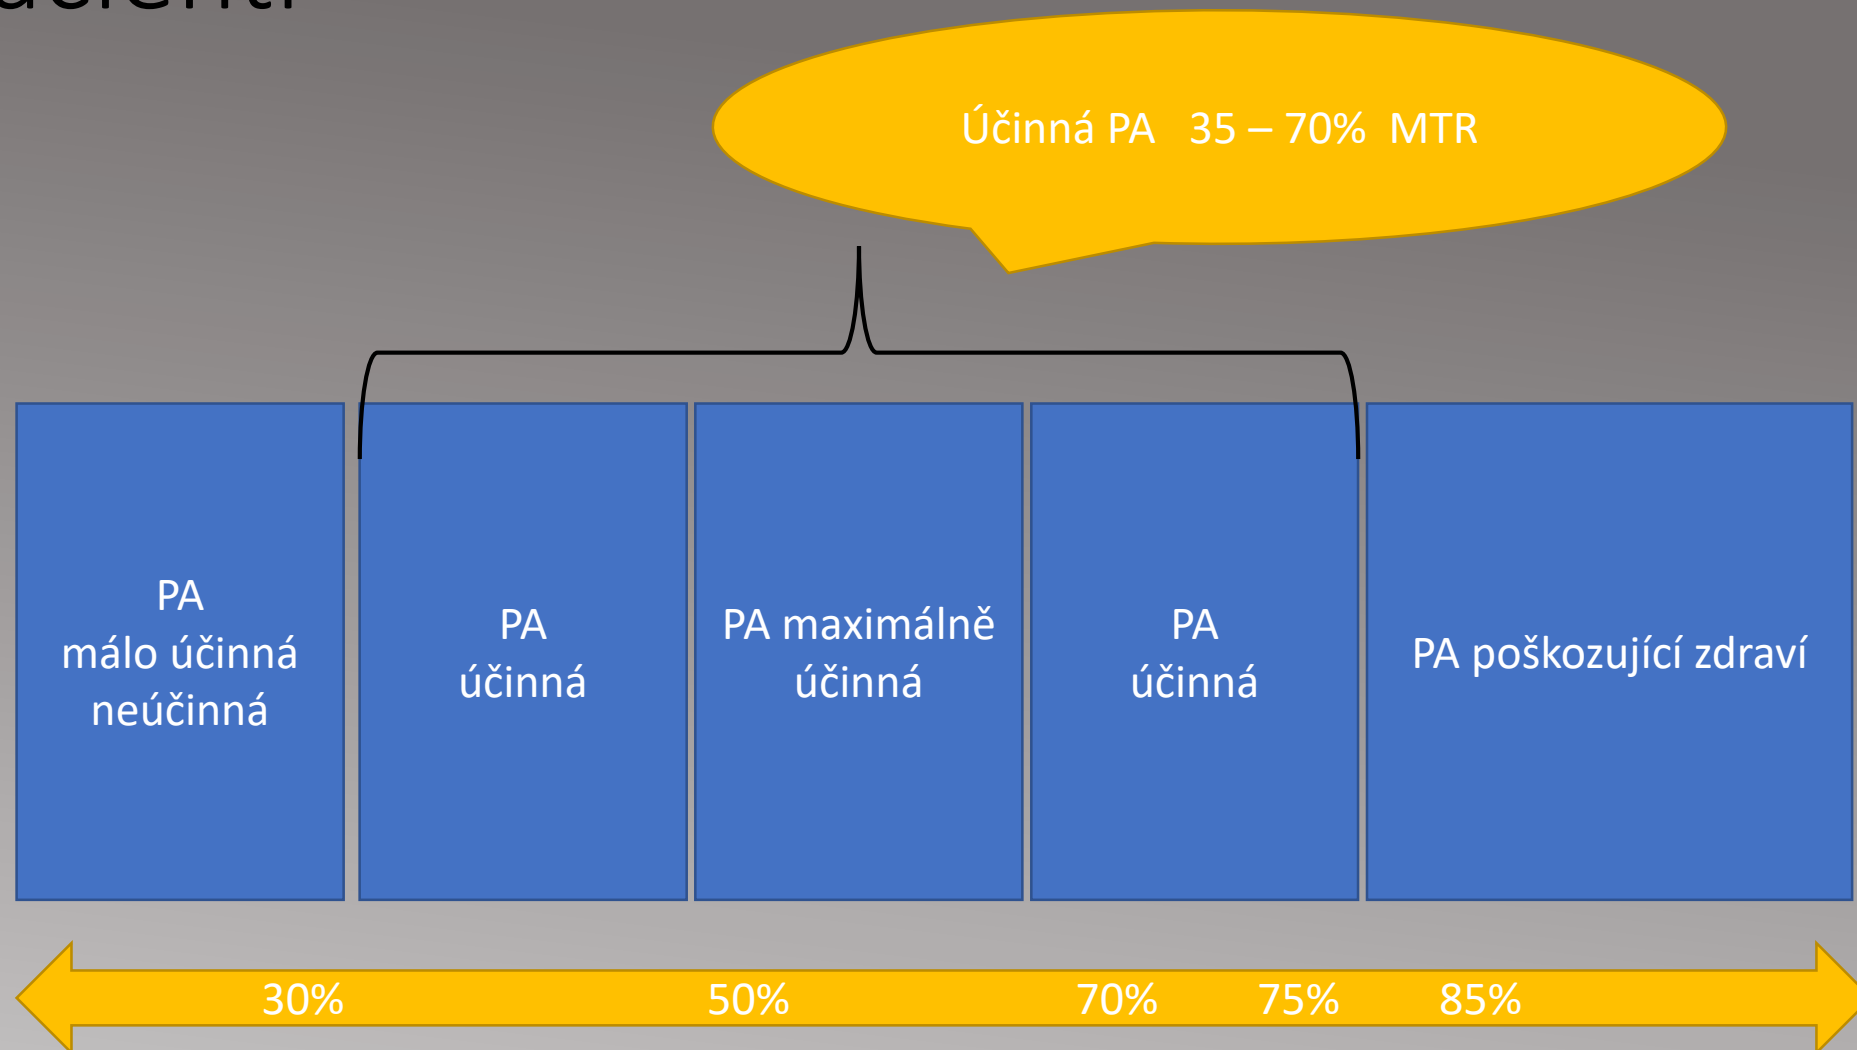 Účinná PA 35 – 70% MTR
PA
málo účinná
neúčinná
PA
účinná
PA maximálně
účinná
PA
účinná
PA poškozující zdraví
30% 50% 70% 75% 85%